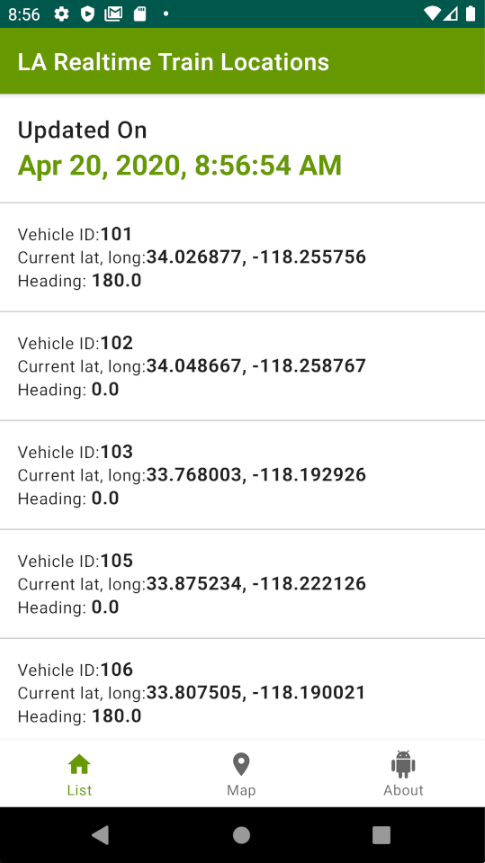 8:56
LA Realtime Train Locations
Updated On
Apr 20, 2020, 8:56:54 AM
Vehicle ID:101
Current lat, long:34.026877, -118.255756
Heading: 180.0
Vehicle ID:102
Current lat, long:34.048667, -118.258767
Heading: 0.0
Vehicle ID:103
Current lat, long:33.768003, -118.192926
Heading: 0.0
Vehicle ID:105
Current lat, long:33.875234, -118.222126
Heading: 0.0
Vehicle ID:106
Current lat, long:33.807505, -118.190021
Heading: 180.0
List Map About